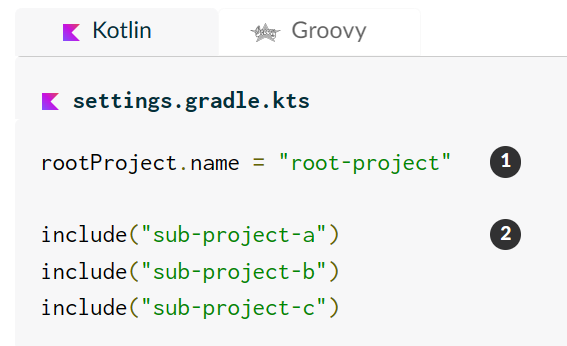 Kotlin Groovy
settings.gradle.kts
rootProject.name = "root-project" 1
include("sub-project-a") 2
include("sub-project-b")
include("sub-project-c")